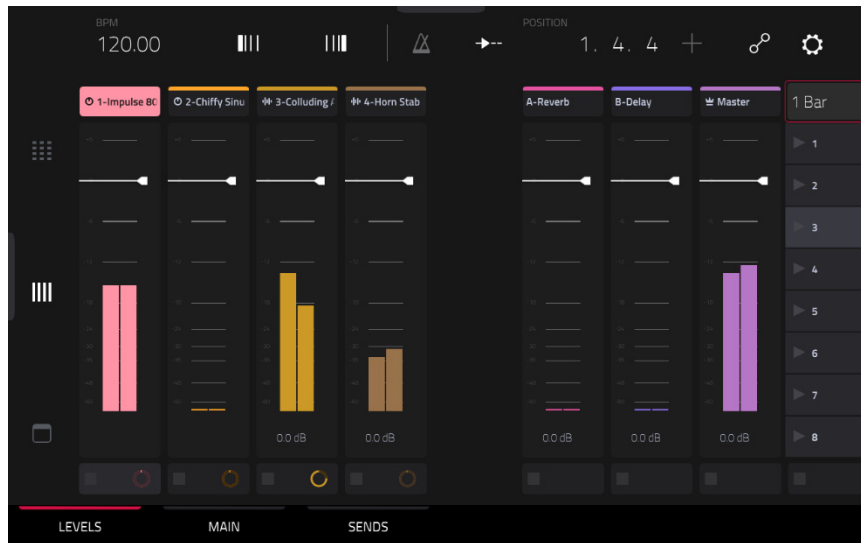 BPM
120.00
POSITION
1. 4. 4
1-Impulse 80
2-Chiffy Sinu
3-Colluding A
4-Horn Stab
A-Reverb
B-Delay
Master
1 Bar
1
2
3
4
5
6
7
8
0.0 dB
0.0 dB
0.0 dB
0.0 dB
0.0 dB
LEVELS
MAIN
SENDS